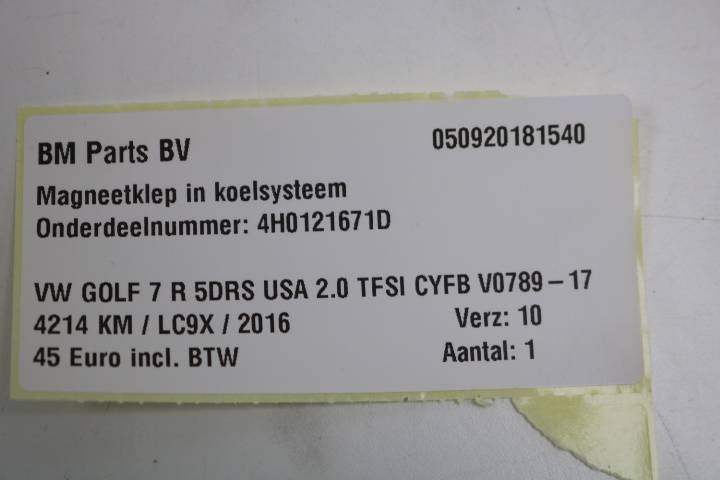 BM Parts BV 050920181540
Magneetklep in koelsysteem
Onderdeelnummer: 4H0121671D
VW GOLF 7 R 5DRS USA 2.0 TFSI CYFB V0789-17
4214 KM / LC9X / 2016 Verz: 10
45 Euro incl. BTW Aantal: 1